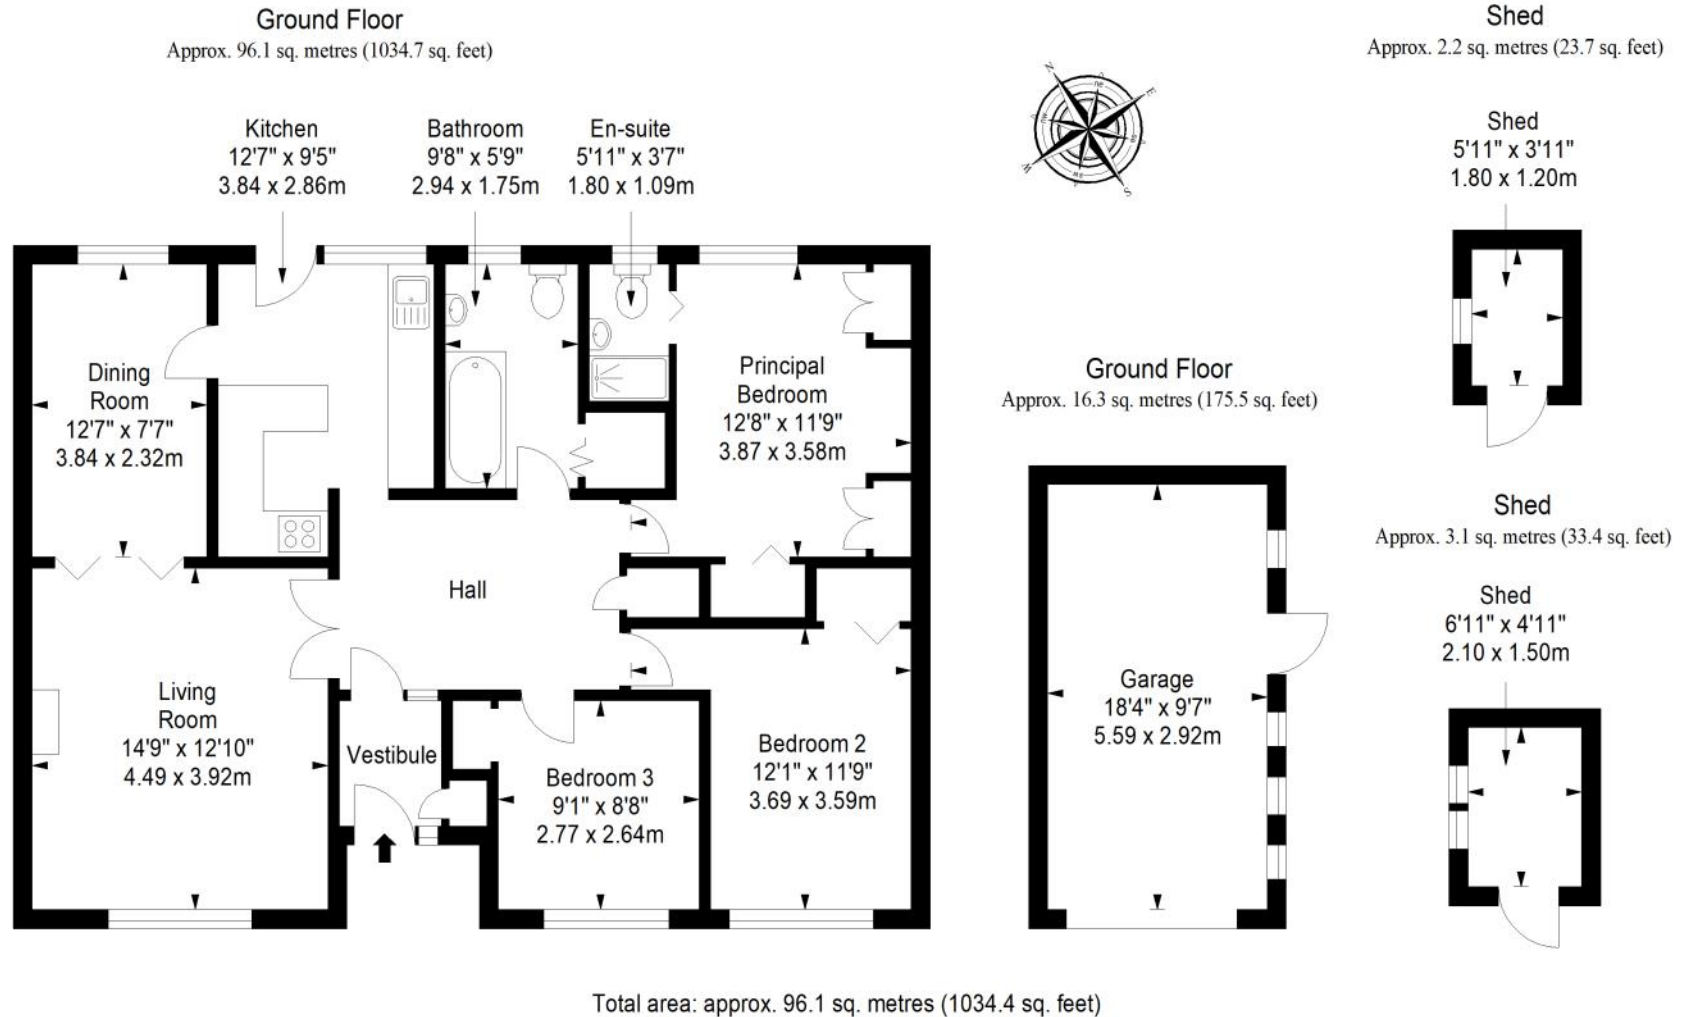 Ground Floor
Approx. 96.1 sq. metres (1034.7 sq. feet)
Shed
Approx. 2.2 sq. metres (23.7 sq. feet)
Kitchen
12'7" x 9'5"
3.84 x 2.86m
Bathroom
9'8" x 5'9"
2.94 x 1.75m
En-suite
5'11" x 3'7"
1.80 x 1.09m
N
E
S
W
ne
nw
sw
Shed
5'11" x 3'11"
1.80 x 1.20m
Dining
Room
12'7" x 7'7"
3.84 x 2.32m
Principal
Bedroom
12'8" x 11'9"
3.87 x 3.58m
Ground Floor
Approx. 16.3 sq. metres (175.5 sq. feet)
Shed
Approx. 3.1 sq. metres (33.4 sq. feet)
Hall
Shed
6'11" x 4'11"
2.10 x 1.50m
Living
Room
14'9" x 12'10"
4.49 x 3.92m
Vestibule
Bedroom 3
9'1" x 8'8"
2.77 x 2.64m
Bedroom 2
12'1" x 11'9"
3.69 x 3.59m
Garage
18'4" x 9'7"
5.59 x 2.92m
Total area: approx. 96.1 sq. metres (1034.4 sq. feet)